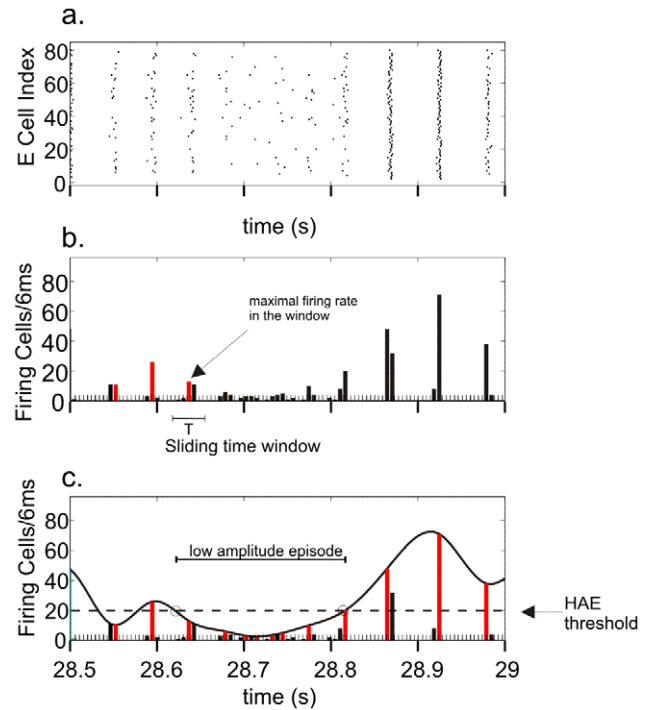 a.
80
60
40
20
0
E Cell Index
time (s)
b.
80
60
40
20
0
Firing Cells/6ms
maximal firing rate
in the window
T
Sliding time window
c.
80
60
40
20
0
Firing Cells/6ms
low amplitude episode
HAE
threshold
28.5 28.6 28.7 28.8 28.9 29
time (s)